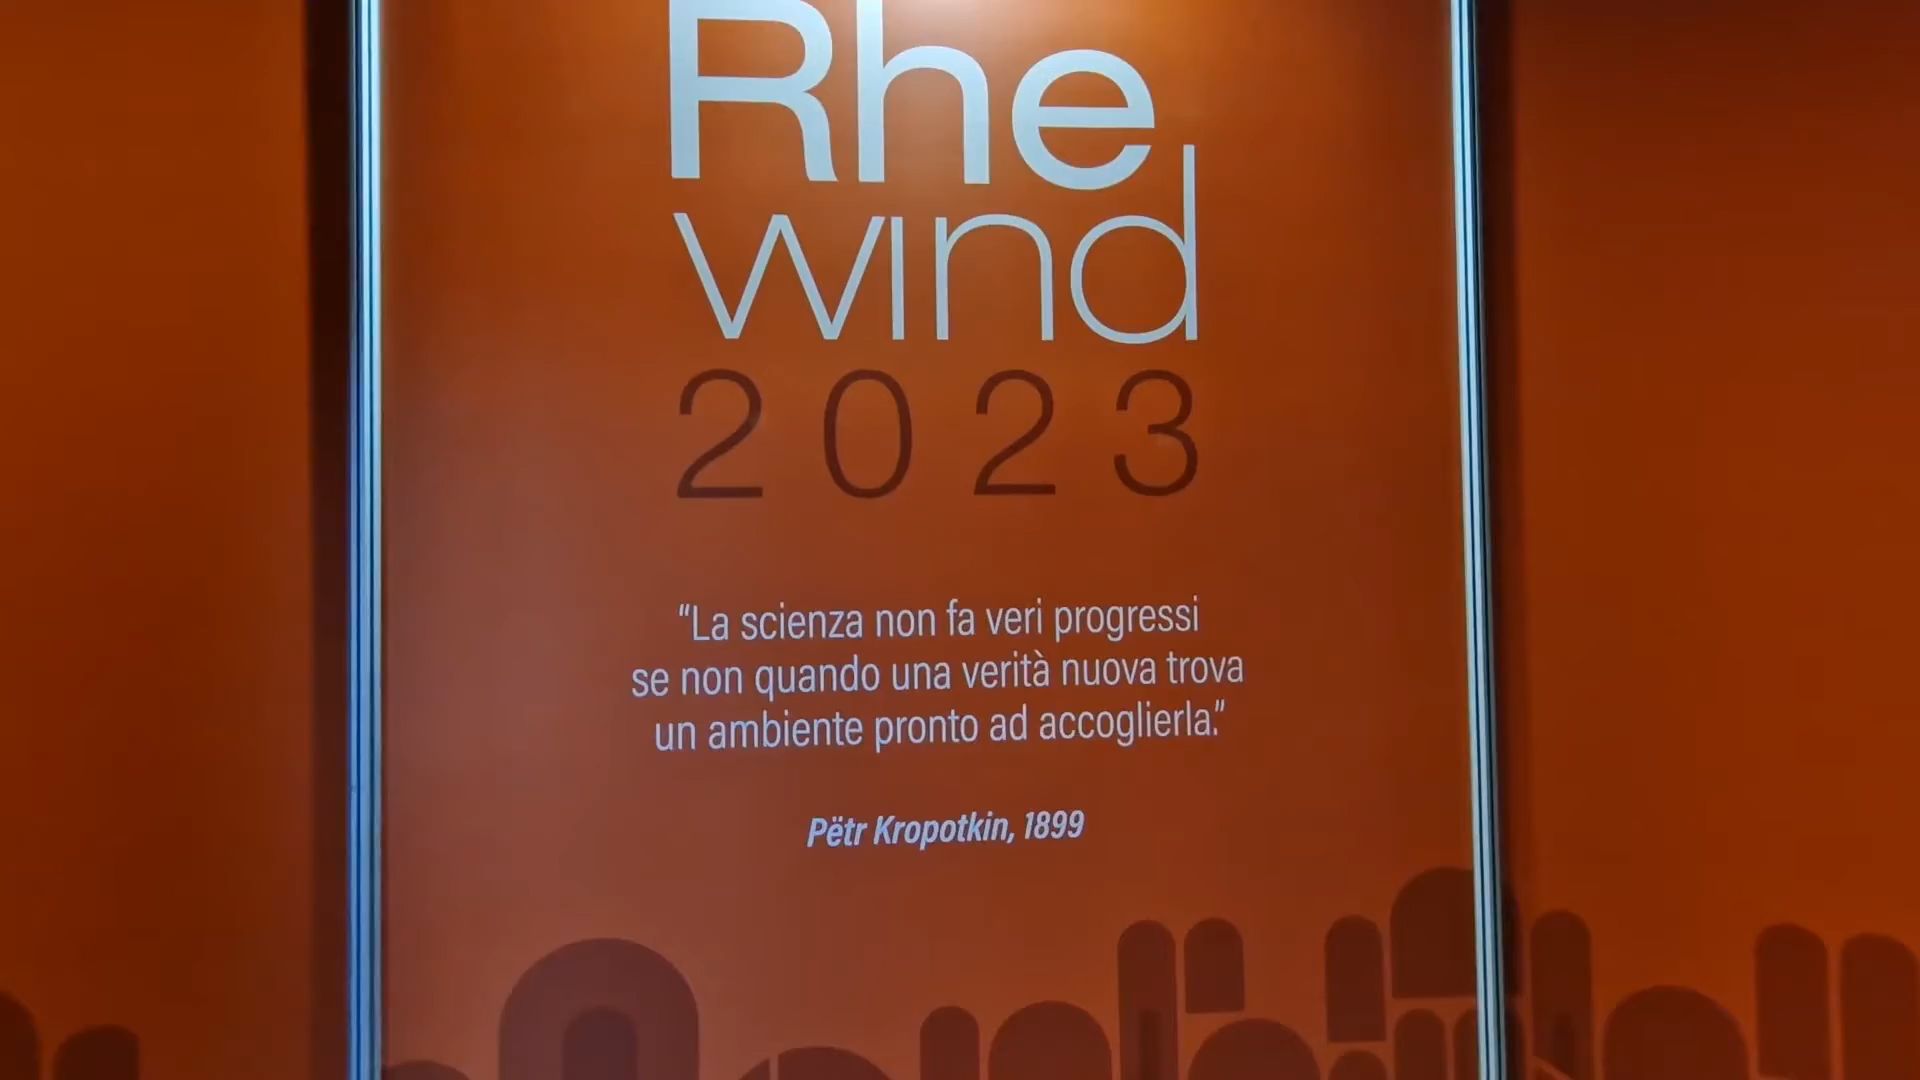 Rhe
wind
2023
"La scienza non fa veri progressi
se non quando una verità nuova trova
un ambiente pronto ad accoglierla."
Pëtr Kropotkin, 1899